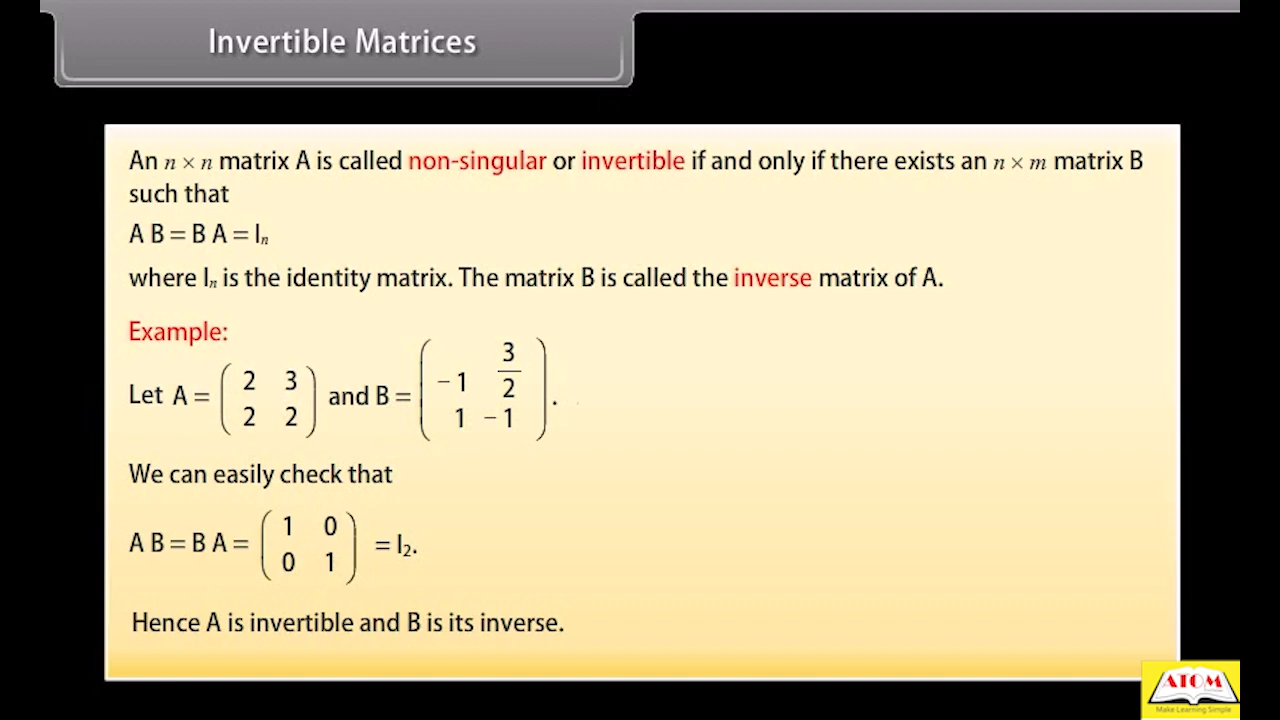 Invertible Matrices
An n × n matrix A is called non-singular or invertible if and only if there exists an n × m matrix B
such that
A B = B A = Iₙ
where Iₙ is the identity matrix. The matrix B is called the inverse matrix of A.
Example:
Let A = ( 2 3 ; 2 2 ) and B = ( −1 3/2 ; 1 −1 ).
We can easily check that
A B = B A = ( 1 0 ; 0 1 ) = I₂.
Hence A is invertible and B is its inverse.
ATOM
Make Learning Simple